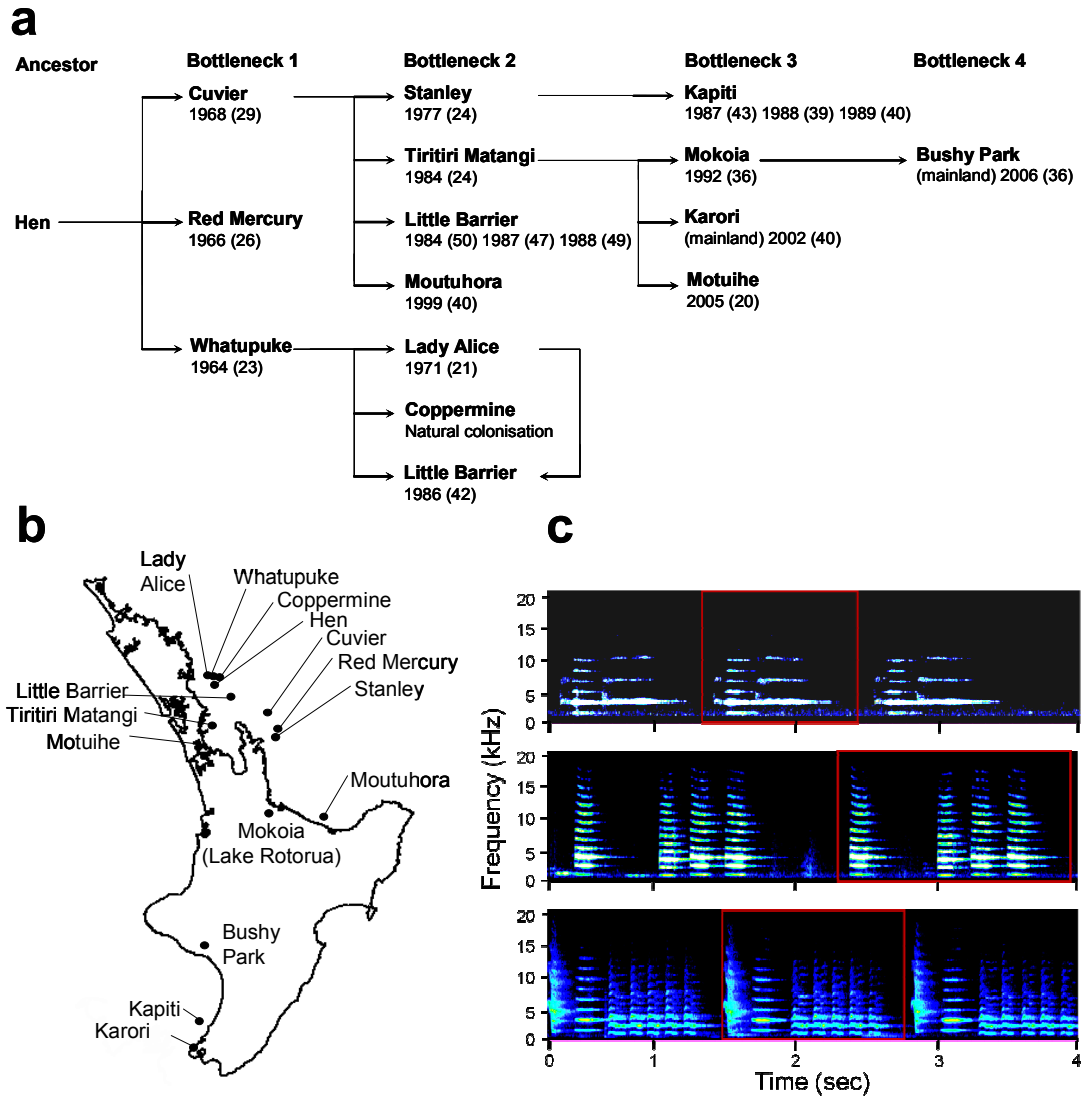 a
Ancestor
Bottleneck 1
Bottleneck 2
Bottleneck 3
Bottleneck 4
Hen
Cuvier
1968 (29)
Red Mercury
1966 (26)
Whatupuke
1964 (23)
Stanley
1977 (24)
Tiritiri Matangi
1984 (24)
Little Barrier
1984 (50) 1987 (47) 1988 (49)
Moutuhora
1999 (40)
Lady Alice
1971 (21)
Coppermine
Natural colonisation
Little Barrier
1986 (42)
Kapiti
1987 (43) 1988 (39) 1989 (40)
Mokoia
1992 (36)
Karori
(mainland) 2002 (40)
Motuihe
2005 (20)
Bushy Park
(mainland) 2006 (36)
b
Lady
Alice
Whatupuke
Coppermine
Hen
Cuvier
Red Mercury
Stanley
Little Barrier
Tiritiri Matangi
Motuihe
Moutuhora
Mokoia
(Lake Rotorua)
Bushy
Park
Kapiti
Karori
c
Frequency (kHz)
20
15
10
5
0
20
15
10
5
0
20
15
10
5
0
0 1 2 3 4
Time (sec)